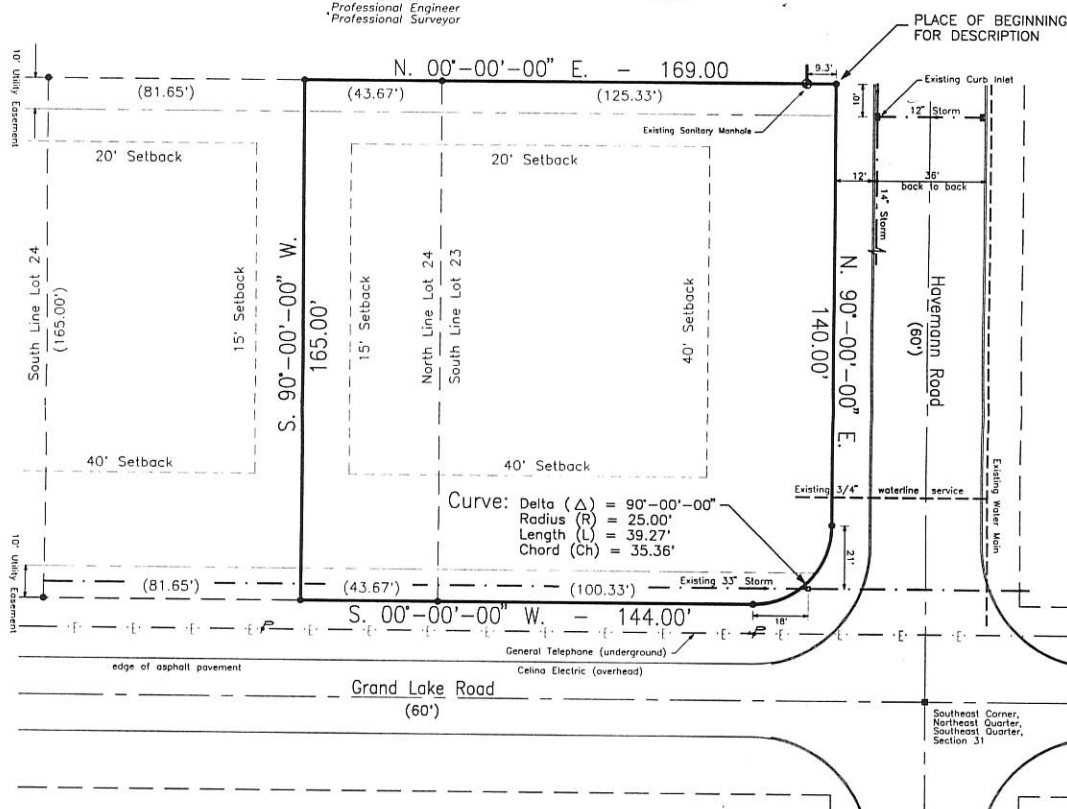 Professional Engineer
Professional Surveyor
PLACE OF BEGINNING
FOR DESCRIPTION
N. 00°-00'-00" E. - 169.00
9.3'
10' Utility Easement
(81.65')
(43.67')
(125.33')
Existing Curb Inlet
10'
12" Storm
Existing Sanitary Manhole
20' Setback
20' Setback
12'
36'
back to back
14" Storm
South Line Lot 24
(165.00')
15' Setback
S. 90°-00'-00" W.
165.00'
15' Setback
North Line Lot 24
South Line Lot 23
40' Setback
N. 90°-00'-00" E.
140.00'
Havemann Road
(60')
40' Setback
40' Setback
Existing 3/4" waterline service
Existing Water Main
Curve: Delta (△) = 90°-00'-00"
Radius (R) = 25.00'
Length (L) = 39.27'
Chord (Ch) = 35.36'
21'
10' Utility Easement
(81.65')
(43.67')
(100.33')
Existing 33" Storm
S. 00°-00'-00" W. - 144.00'
18'
E E E P E E E E E P E E E E
General Telephone (underground)
edge of asphalt pavement
Celina Electric (overhead)
Grand Lake Road
(60')
Southeast Corner,
Northeast Quarter,
Southeast Quarter,
Section 31